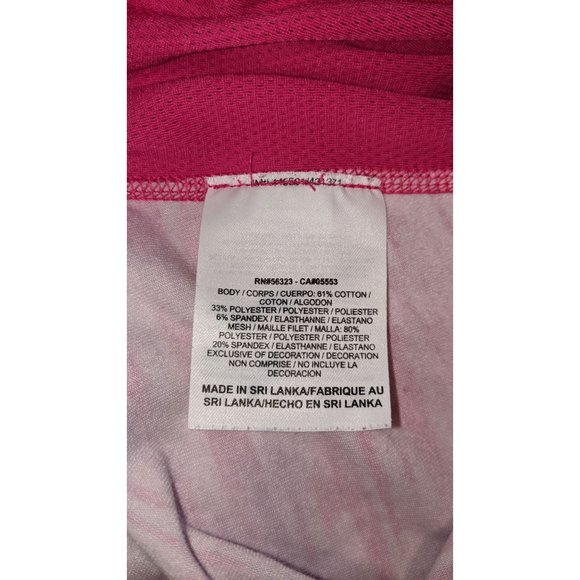 RN#56323 - CA#05553
BODY / CORPS / CUERPO: 61% COTTON /
COTON / ALGODON
33% POLYESTER / POLYESTER / POLIESTER
6% SPANDEX / ELASTHANNE / ELASTANO
MESH / MAILLE FILET / MALLA: 80%
POLYESTER / POLYESTER / POLIESTER
20% SPANDEX / ELASTHANNE / ELASTANO
EXCLUSIVE OF DECORATION / DECORATION
NON COMPRISE / NO INCLUYE LA
DECORACION
MADE IN SRI LANKA/FABRIQUE AU
SRI LANKA/HECHO EN SRI LANKA